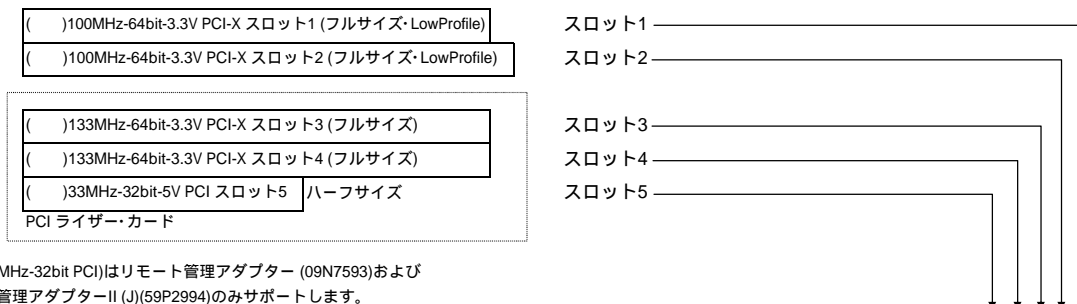 ( )100MHz-64bit-3.3V PCI-X スロット1 (フルサイズ・LowProfile) スロット1
( )100MHz-64bit-3.3V PCI-X スロット2 (フルサイズ・LowProfile) スロット2
( )133MHz-64bit-3.3V PCI-X スロット3 (フルサイズ) スロット3
( )133MHz-64bit-3.3V PCI-X スロット4 (フルサイズ) スロット4
( )33MHz-32bit-5V PCI スロット5 ハーフサイズ スロット5
PCI ライザー・カード
MHz-32bit PCI)はリモート管理アダプター (09N7593)および
管理アダプターII (J)(59P2994)のみサポートします。